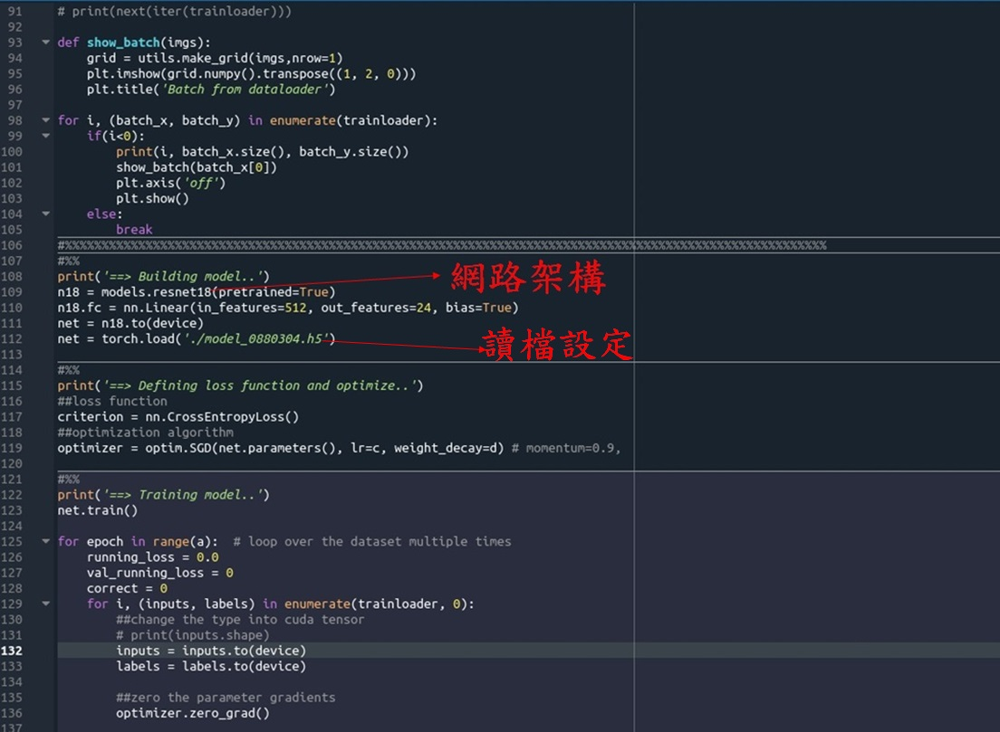 91 # print(next(iter(trainloader)))
92
93 def show_batch(imgs):
94 grid = utils.make_grid(imgs,nrow=1)
95 plt.imshow(grid.numpy().transpose((1, 2, 0)))
96 plt.title('Batch from dataloader')
97
98 for i, (batch_x, batch_y) in enumerate(trainloader):
99 if(i<0):
100 print(i, batch_x.size(), batch_y.size())
101 show_batch(batch_x[0])
102 plt.axis('off')
103 plt.show()
104 else:
105 break
106 #%%%%%%%%%%%%%%%%%%%%%%%%%%%%%%%%%%%%%%%%%%%%%%%%%%%%%%%%%%%%%%%%%%%%%%%%%%%%%%%%%%%%%%%%%%%%%%%%%%%%%%%%%
107 #%%
108 print('==> Building model..') 網路架構
109 n18 = models.resnet18(pretrained=True)
110 n18.fc = nn.Linear(in_features=512, out_features=24, bias=True)
111 net = n18.to(device)
112 net = torch.load('./model_0880304.h5') 讀檔設定
113
114 #%%
115 print('==> Defining loss function and optimize..')
116 ##loss function
117 criterion = nn.CrossEntropyLoss()
118 ##optimization algorithm
119 optimizer = optim.SGD(net.parameters(), lr=c, weight_decay=d) # momentum=0.9,
120
121 #%%
122 print('==> Training model..')
123 net.train()
124
125 for epoch in range(a): # loop over the dataset multiple times
126 running_loss = 0.0
127 val_running_loss = 0
128 correct = 0
129 for i, (inputs, labels) in enumerate(trainloader, 0):
130 ##change the type into cuda tensor
131 # print(inputs.shape)
132 inputs = inputs.to(device)
133 labels = labels.to(device)
134
135 ##zero the parameter gradients
136 optimizer.zero_grad()
137